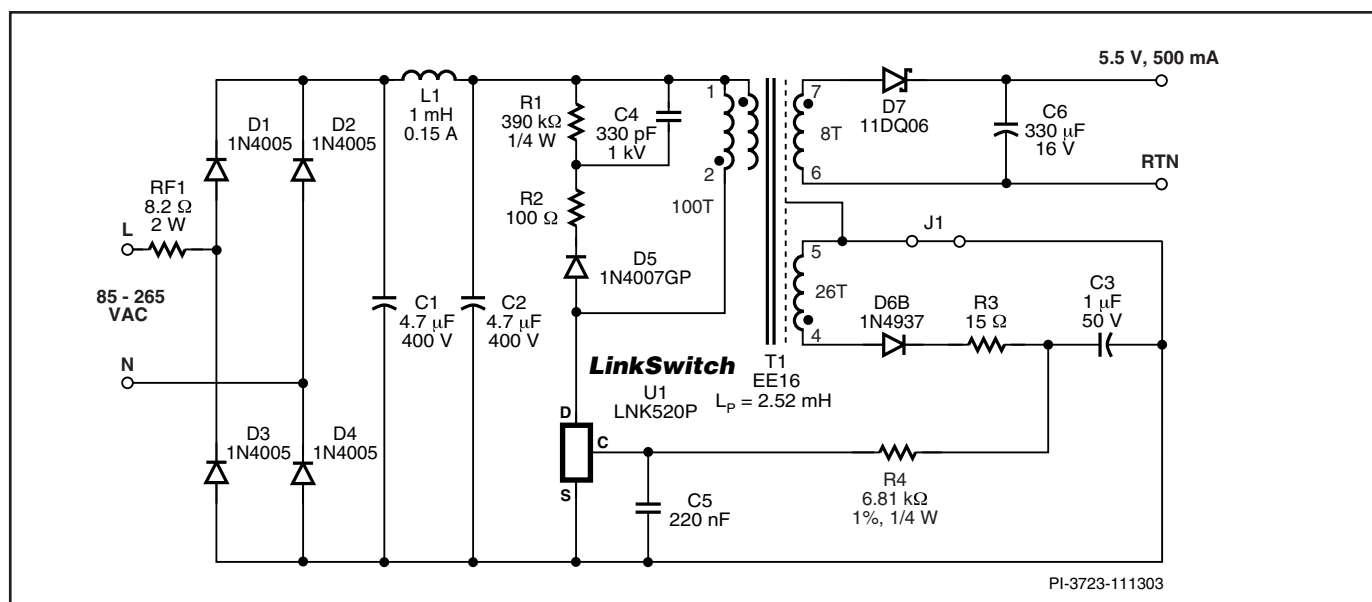 5.5 V, 500 mA
L1
1 mH
0.15 A
D1
1N4005
D2
1N4005
R1
390 kΩ
1/4 W
C4
330 pF
1 kV
1
2
100T
7
8T
6
D7
11DQ06
C6
330 µF
16 V
RTN
RF1
8.2 Ω
2 W
L
R2
100 Ω
D5
1N4007GP
J1
5
26T
4
85 - 265
VAC
N
C1
4.7 µF
400 V
C2
4.7 µF
400 V
D6B
1N4937
R3
15 Ω
C3
1 µF
50 V
LinkSwitch
U1
LNK520P
T1
EE16
LP = 2.52 mH
D3
1N4005
D4
1N4005
D
C
S
C5
220 nF
R4
6.81 kΩ
1%, 1/4 W
PI-3723-111303